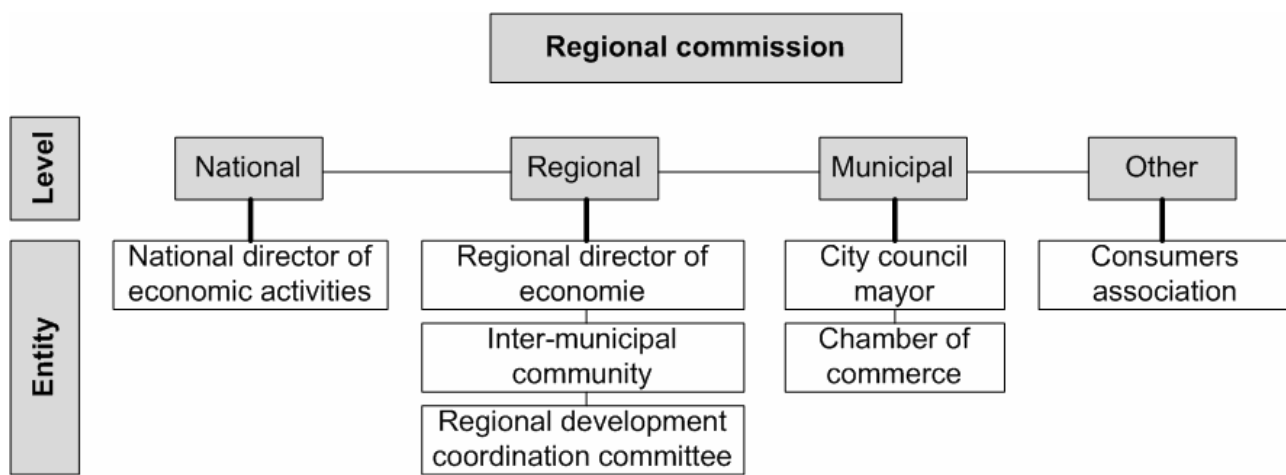 Regional commission
Level
National
Regional
Municipal
Other
Entity
National director of
economic activities
Regional director of
economie
Inter-municipal
community
Regional development
coordination committee
City council
mayor
Chamber of
commerce
Consumers
association